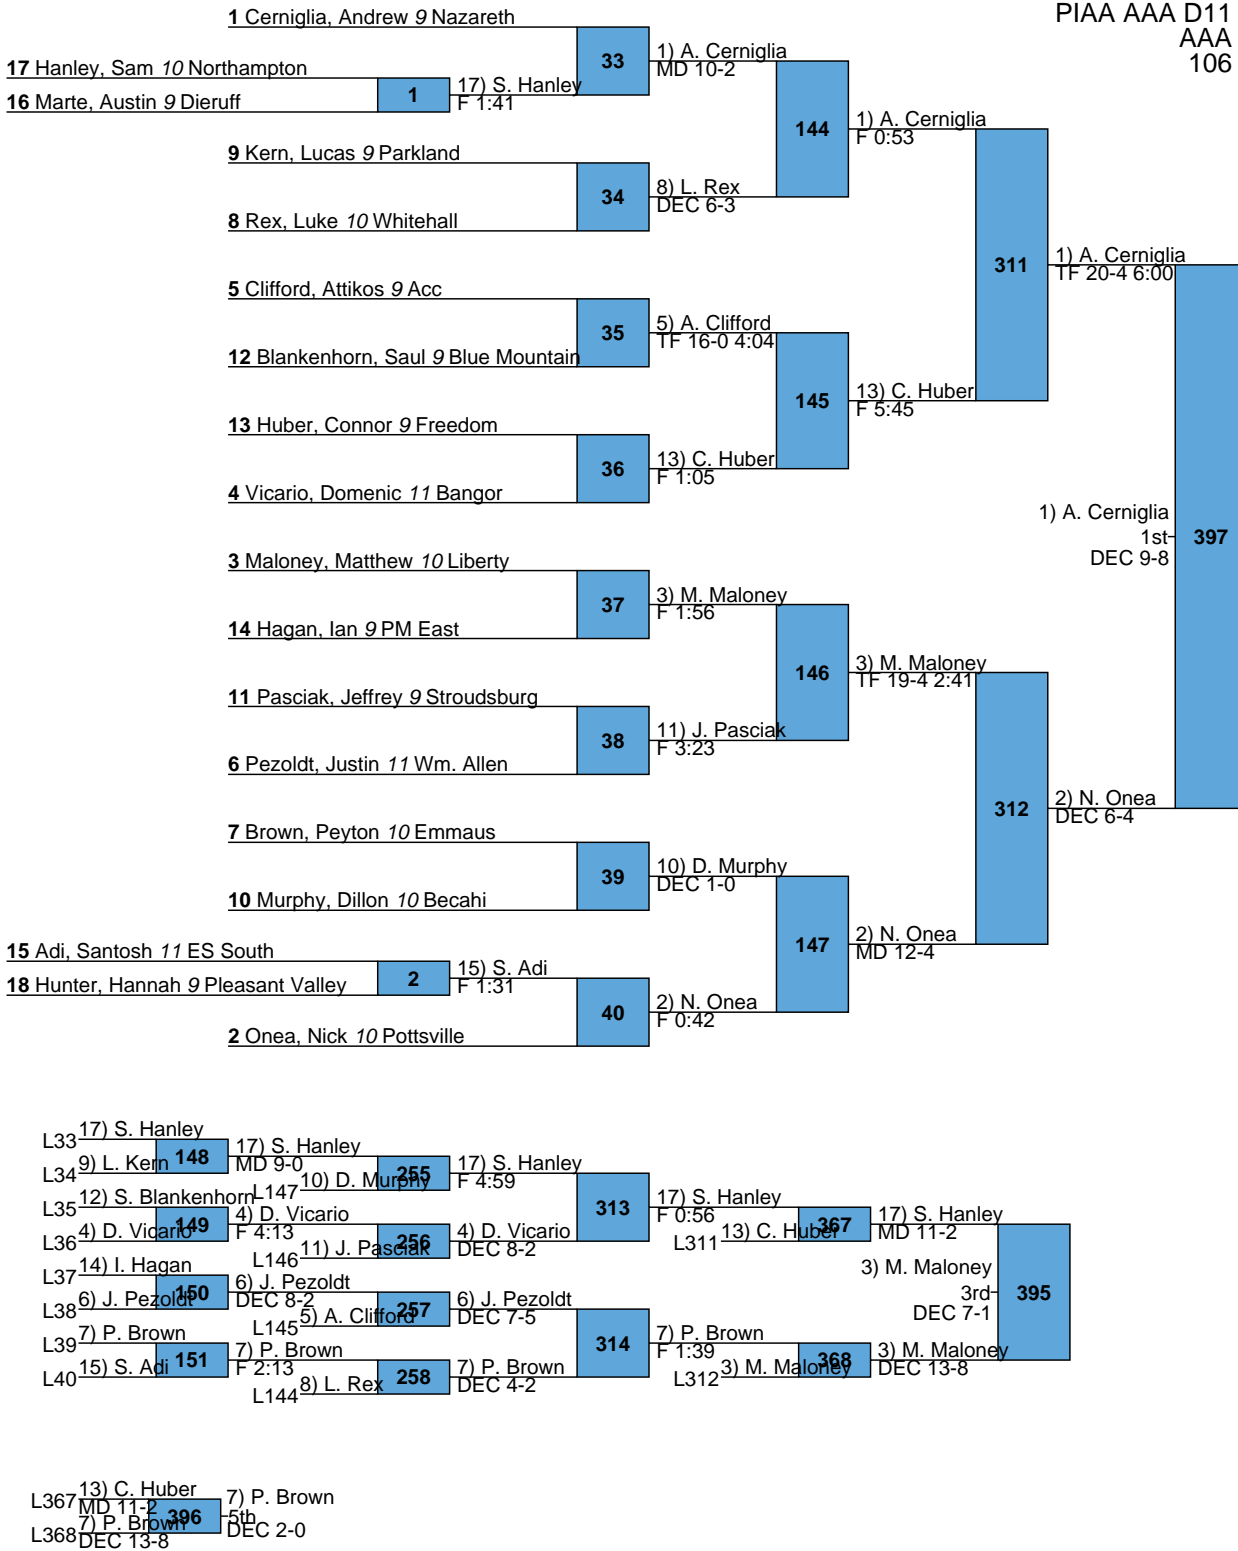 PIAA AAA D11
AAA
106
1 Cerniglia, Andrew 9 Nazareth
17 Hanley, Sam 10 Northampton
16 Marte, Austin 9 Dieruff
1
17) S. Hanley
F 1:41
33
1) A. Cerniglia
MD 10-2
9 Kern, Lucas 9 Parkland
8 Rex, Luke 10 Whitehall
34
8) L. Rex
DEC 6-3
144
1) A. Cerniglia
F 0:53
5 Clifford, Attikos 9 Acc
12 Blankenhorn, Saul 9 Blue Mountain
35
5) A. Clifford
TF 16-0 4:04
13 Huber, Connor 9 Freedom
4 Vicario, Domenic 11 Bangor
36
13) C. Huber
F 1:05
145
13) C. Huber
F 5:45
311
1) A. Cerniglia
TF 20-4 6:00
3 Maloney, Matthew 10 Liberty
14 Hagan, Ian 9 PM East
37
3) M. Maloney
F 1:56
11 Pasciak, Jeffrey 9 Stroudsburg
6 Pezoldt, Justin 11 Wm. Allen
38
11) J. Pasciak
F 3:23
146
3) M. Maloney
TF 19-4 2:41
7 Brown, Peyton 10 Emmaus
10 Murphy, Dillon 10 Becahi
39
10) D. Murphy
DEC 1-0
15 Adi, Santosh 11 ES South
18 Hunter, Hannah 9 Pleasant Valley
2
15) S. Adi
F 1:31
2 Onea, Nick 10 Pottsville
40
2) N. Onea
F 0:42
147
2) N. Onea
MD 12-4
312
2) N. Onea
DEC 6-4
1) A. Cerniglia
1st
DEC 9-8
397
L33 17) S. Hanley
L34 9) L. Kern
148
17) S. Hanley
MD 9-0
L147 10) D. Murphy
255
17) S. Hanley
F 4:59
L35 12) S. Blankenhorn
L36 4) D. Vicario
149
4) D. Vicario
F 4:13
L146 11) J. Pasciak
256
4) D. Vicario
DEC 8-2
313
17) S. Hanley
F 0:56
L311 13) C. Huber
367
17) S. Hanley
MD 11-2
L37 14) I. Hagan
L38 6) J. Pezoldt
150
6) J. Pezoldt
DEC 8-2
L145 5) A. Clifford
257
6) J. Pezoldt
DEC 7-5
L39 7) P. Brown
L40 15) S. Adi
151
7) P. Brown
F 2:13
L144 8) L. Rex
258
7) P. Brown
DEC 4-2
314
7) P. Brown
F 1:39
L312 3) M. Maloney
368
3) M. Maloney
DEC 13-8
3) M. Maloney
3rd
DEC 7-1
395
L367 13) C. Huber
MD 11-2
L368 7) P. Brown
DEC 13-8
396
7) P. Brown
5th
DEC 2-0